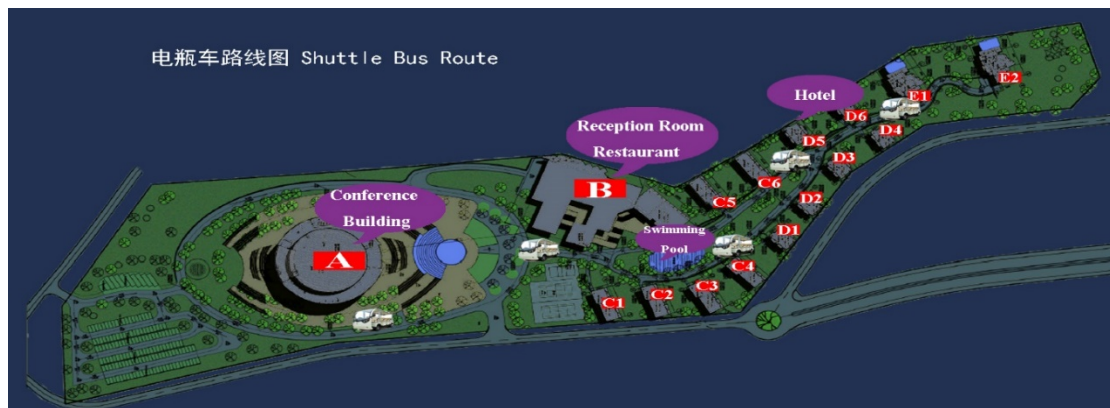 电瓶车路线图 Shuttle Bus Route
E2
E1
Hotel
D6
D4
Reception Room
Restaurant
D5
D3
B
C6
C5
D2
Conference
Building
Swimming
Pool
D1
A
C4
C3
C2
C1